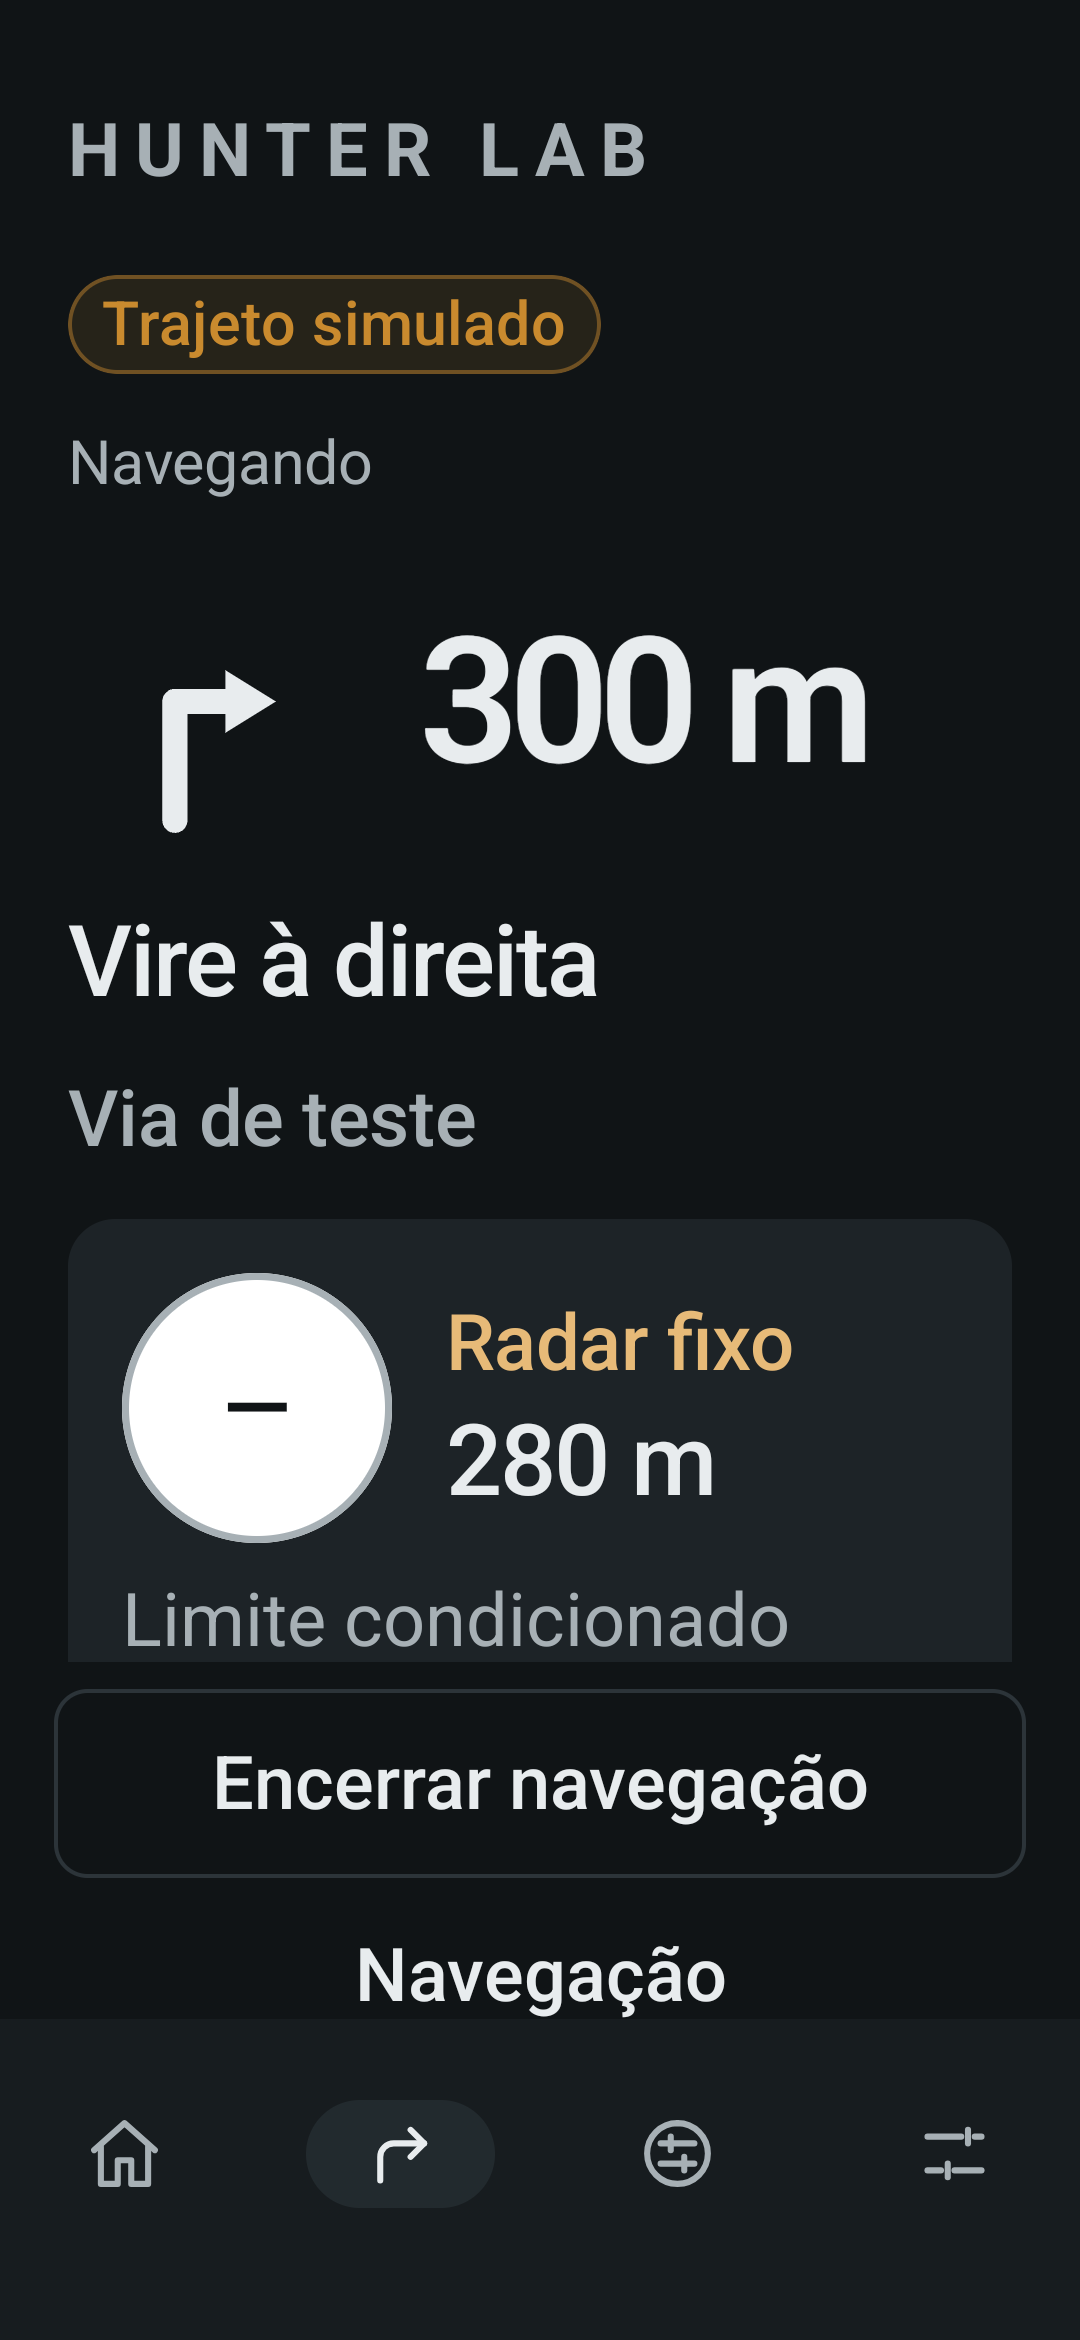 HUNTER LAB
Trajeto simulado
Navegando
300 m
Vire à direita
Via de teste
–
Radar fixo
280 m
Limite condicionado
Encerrar navegação
Navegação